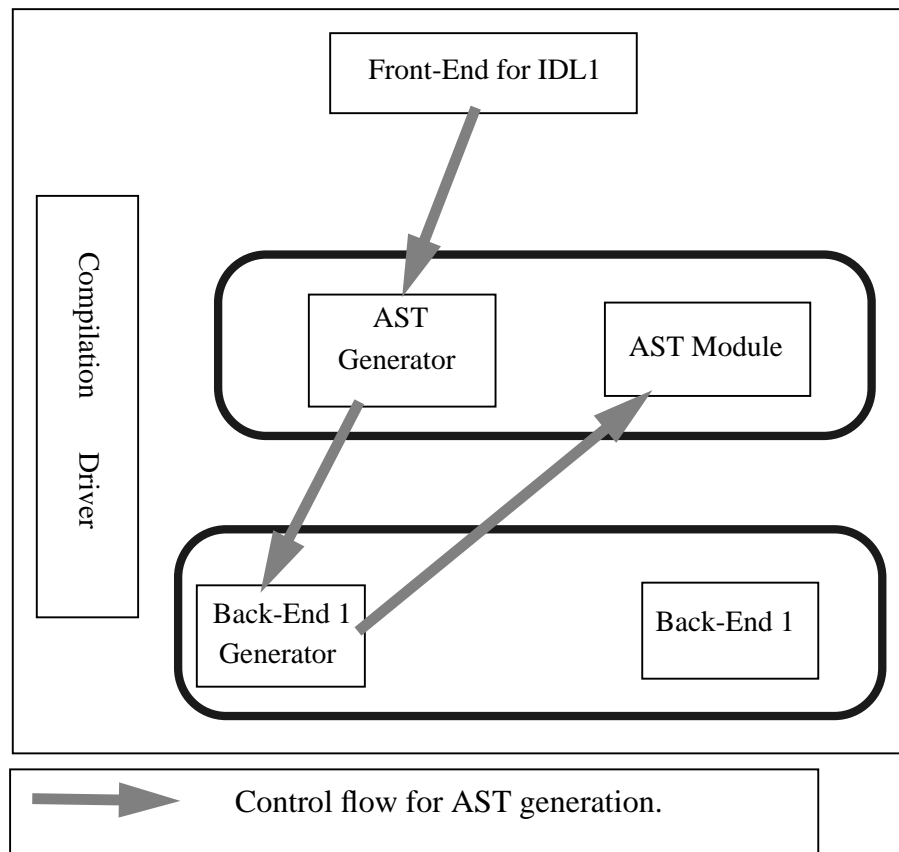 Front-End for IDL1
Compilation Driver
AST
Generator
AST Module
Back-End 1
Generator
Back-End 1
Control flow for AST generation.